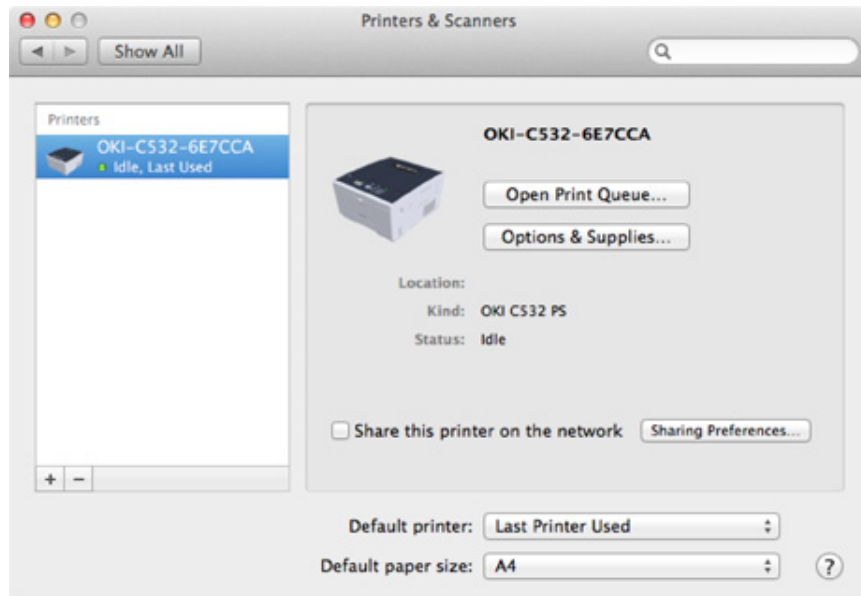 Printers & Scanners
Show All
Printers
OKI-C532-6E7CCA
Idle, Last Used
OKI-C532-6E7CCA
Open Print Queue...
Options & Supplies...
Location:
Kind: OKI C532 PS
Status: Idle
Share this printer on the network Sharing Preferences...
+ −
Default printer: Last Printer Used
Default paper size: A4 ?